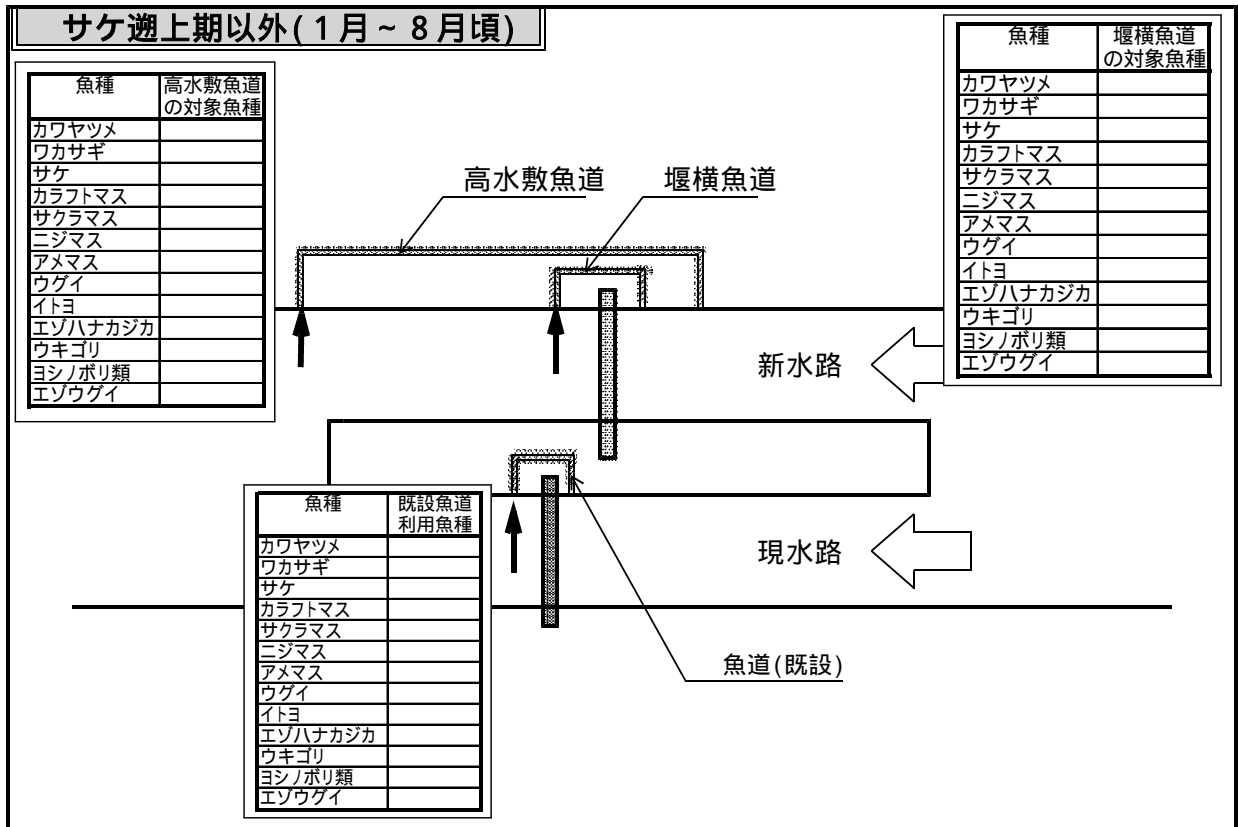 サケ遡上期以外(1月~8月頃)
魚種 高水敷魚道
の対象魚種
カワヤツメ
ワカサギ
サケ
カラフトマス
サクラマス
ニジマス
アメマス
ウグイ
イトヨ
エゾハナカジカ
ウキゴリ
ヨシノボリ類
エゾウグイ
魚種 堰横魚道
の対象魚種
カワヤツメ
ワカサギ
サケ
カラフトマス
サクラマス
ニジマス
アメマス
ウグイ
イトヨ
エゾハナカジカ
ウキゴリ
ヨシノボリ類
エゾウグイ
高水敷魚道
堰横魚道
新水路
魚種 既設魚道
利用魚種
カワヤツメ
ワカサギ
サケ
カラフトマス
サクラマス
ニジマス
アメマス
ウグイ
イトヨ
エゾハナカジカ
ウキゴリ
ヨシノボリ類
エゾウグイ
現水路
魚道(既設)